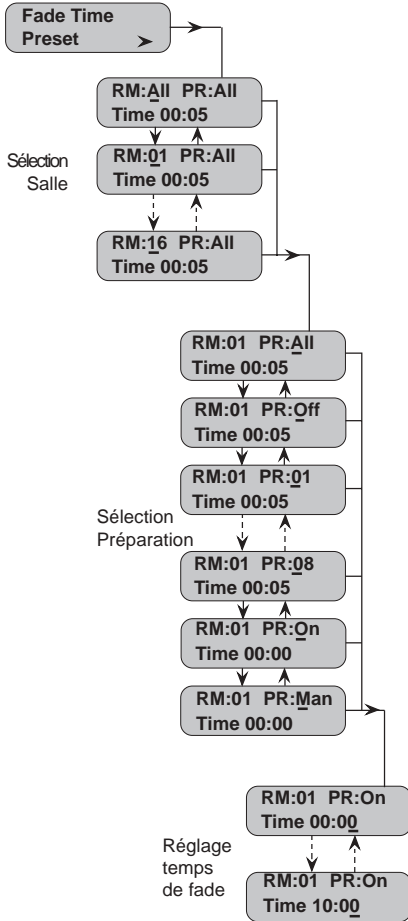 Fade Time
Preset
RM:All PR:All
Time 00:05
Sélection
Salle
RM:01 PR:All
Time 00:05
RM:16 PR:All
Time 00:05
RM:01 PR:All
Time 00:05
RM:01 PR:Off
Time 00:05
RM:01 PR:01
Time 00:05
Sélection
Préparation
RM:01 PR:08
Time 00:05
RM:01 PR:On
Time 00:00
RM:01 PR:Man
Time 00:00
RM:01 PR:On
Time 00:00
Réglage
temps
de fade
RM:01 PR:On
Time 10:00